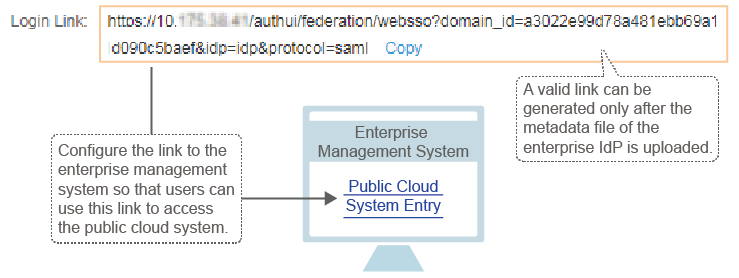 Login Link: https://10. /authui/federation/websso?domain_id=a3022e99d78a481ebb69a1
d090c5baef&idp=idp&protocol=saml Copy
A valid link can be
generated only after the
metadata file of the
enterprise IdP is uploaded.
Configure the link to the
enterprise management
system so that users can
use this link to access
the public cloud system.
Enterprise
Management System
Public Cloud
System Entry